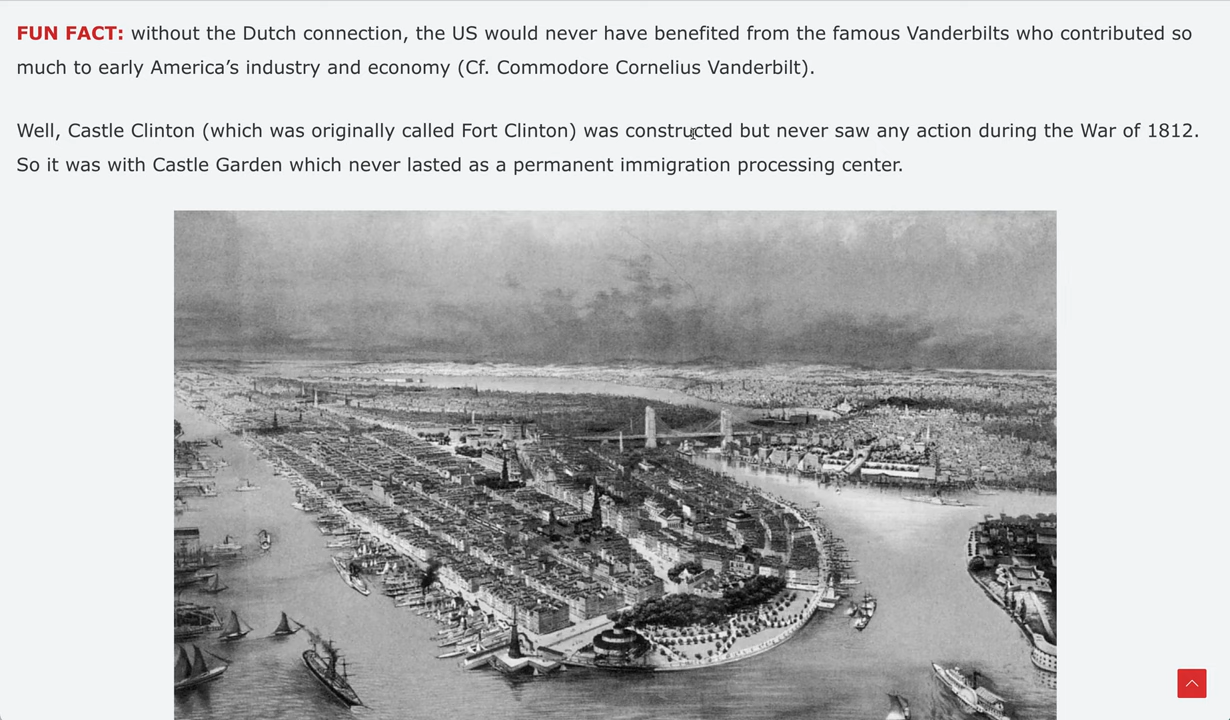 FUN FACT: without the Dutch connection, the US would never have benefited from the famous Vanderbilts who contributed so
much to early America’s industry and economy (Cf. Commodore Cornelius Vanderbilt).
Well, Castle Clinton (which was originally called Fort Clinton) was constructed but never saw any action during the War of 1812.
So it was with Castle Garden which never lasted as a permanent immigration processing center.